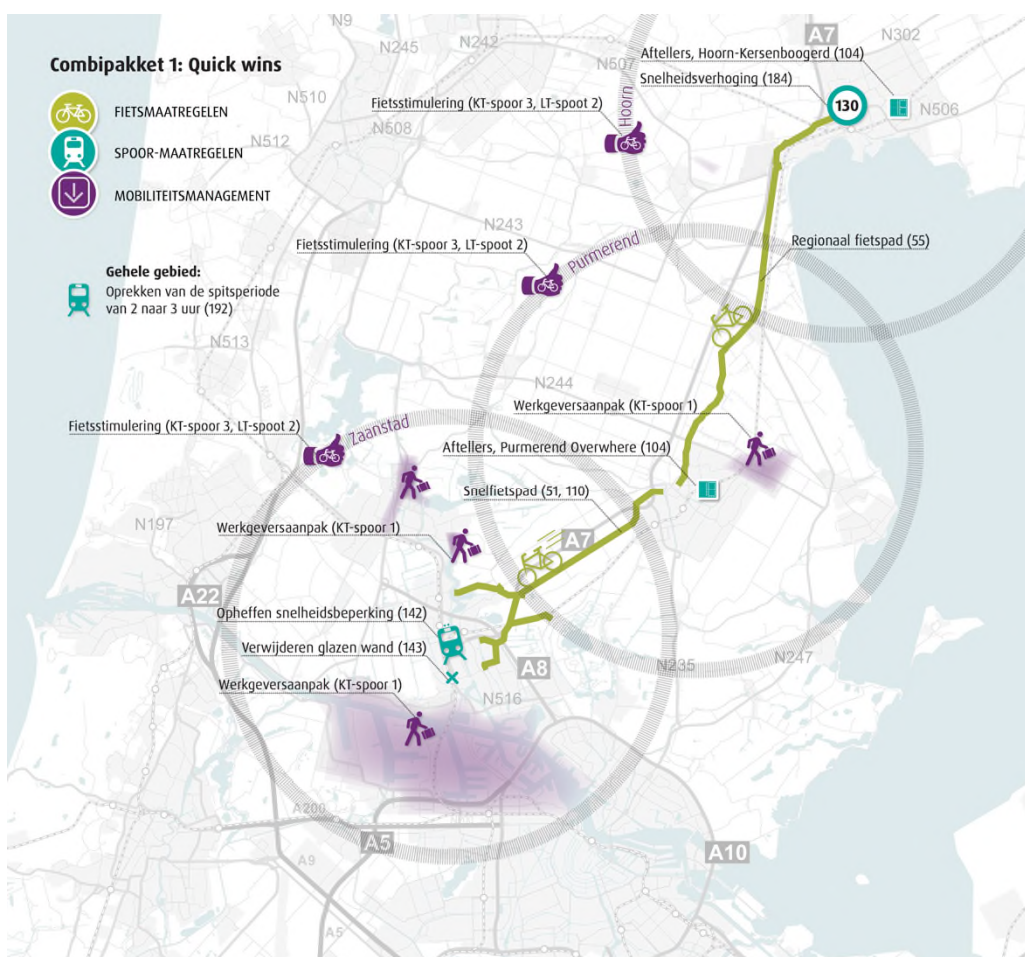 Combipakket 1: Quick wins
FIETSMAATREGELEN
SPOOR-MAATREGELEN
MOBILITEITSMANAGEMENT
Gehele gebied:
Oprekken van de spitsperiode
van 2 naar 3 uur (192)
N9
N245
N242
A7
N302
Aftellers, Hoorn-Kersenboogerd (104)
N507
Snelheidsverhoging (184)
130
N506
N510
Fietsstimulering (KT-spoor 3, LT-spoot 2)
Hoorn
N508
N512
N243
Fietsstimulering (KT-spoor 3, LT-spoot 2)
Purmerend
Regionaal fietspad (55)
N513
N244
Werkgeversaanpak (KT-spoor 1)
Fietsstimulering (KT-spoor 3, LT-spoot 2)
Zaanstad
Aftellers, Purmerend Overwhere (104)
Snelfietspad (51, 110)
N197
Werkgeversaanpak (KT-spoor 1)
A7
A22
Opheffen snelheidsbeperking (142)
Verwijderen glazen wand (143)
A8
N235
N247
Werkgeversaanpak (KT-spoor 1)
N516
A200
A5
A9
A10
A5